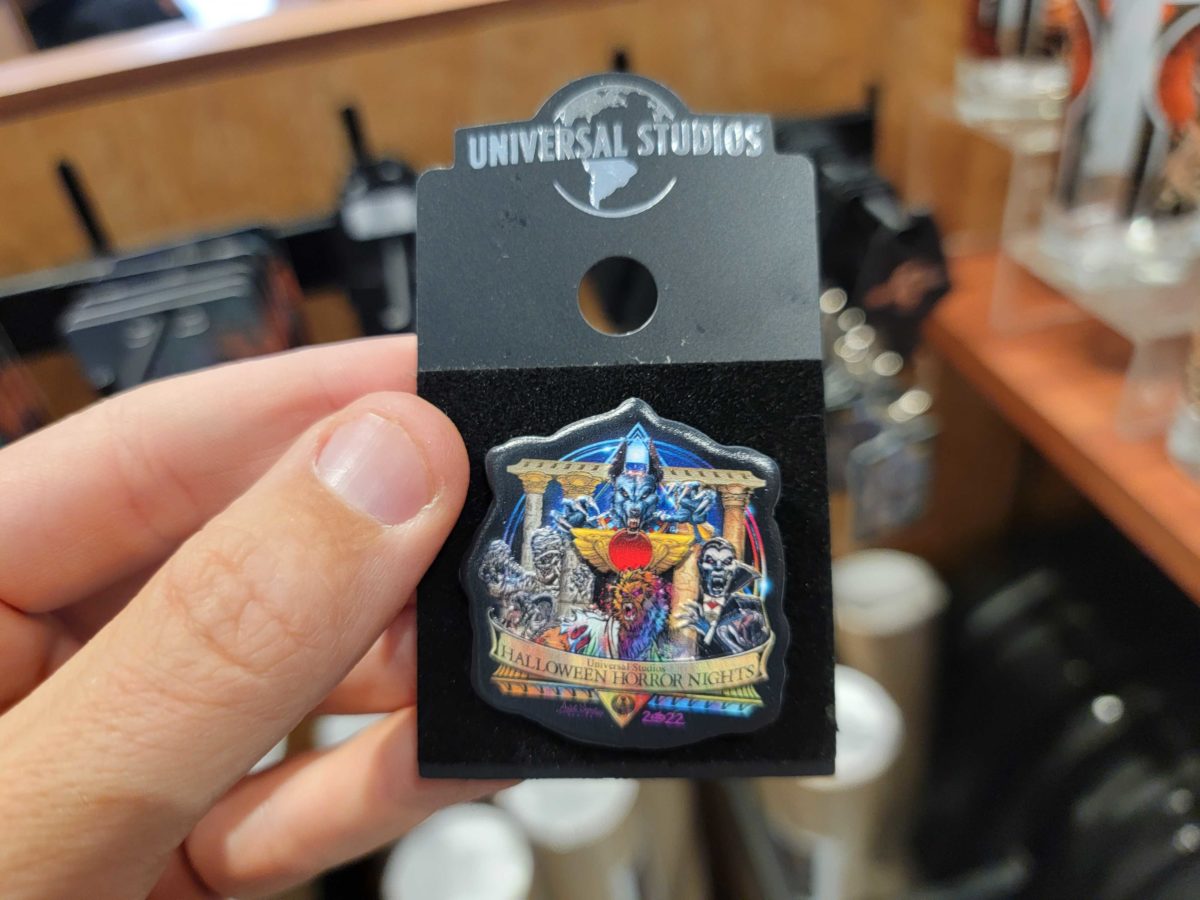 UNIVERSAL STUDIOS
Universal Studios
HALLOWEEN HORROR NIGHTS
2022